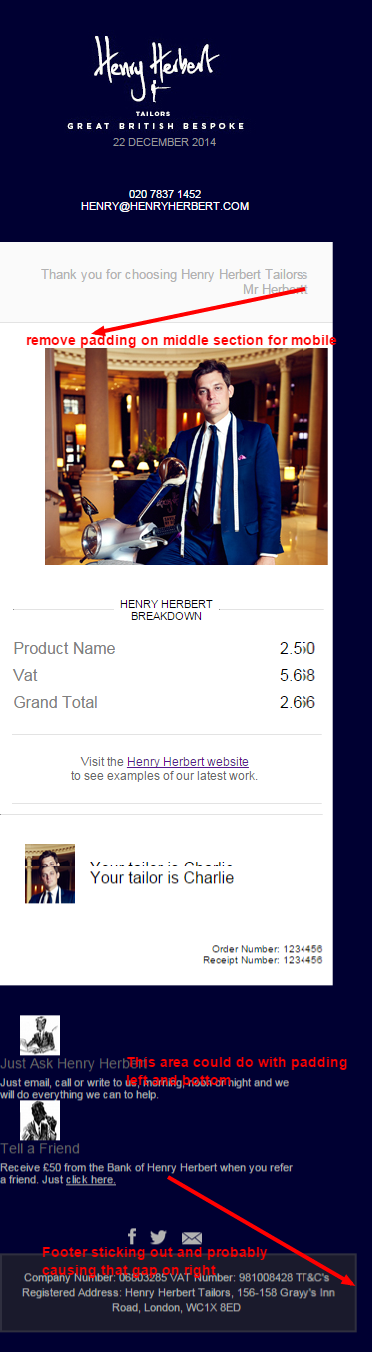 Henry Herbert
TAILORS
GREAT BRITISH BESPOKE
22 DECEMBER 2014
020 7837 1452
HENRY@HENRYHERBERT.COM
Thank you for choosing Henry Herbert Tailors
Mr Herbert
remove padding on middle section for mobile
HENRY HERBERT
BREAKDOWN
Product Name
Vat 5.68
Grand Total 2.66
Visit the Henry Herbert website
to see examples of our latest work.
Your tailor is Charlie
Your tailor is Charlie
Order Number: 123456
Receipt Number: 123456
This area could do with padding
left and bottom
Just Ask Henry Herbert
Just email, call or write to us, morning, noon or night and we
will do everything we can to help.
Tell a Friend
Receive £50 from the Bank of Henry Herbert when you refer
a friend. Just click here.
Footer sticking out and probably
causing that gap on right
Company Number: 06803285 VAT Number: 981008428 T&C's
Registered Address: Henry Herbert Tailors, 156-158 Gray's Inn
Road, London, WC1X 8ED